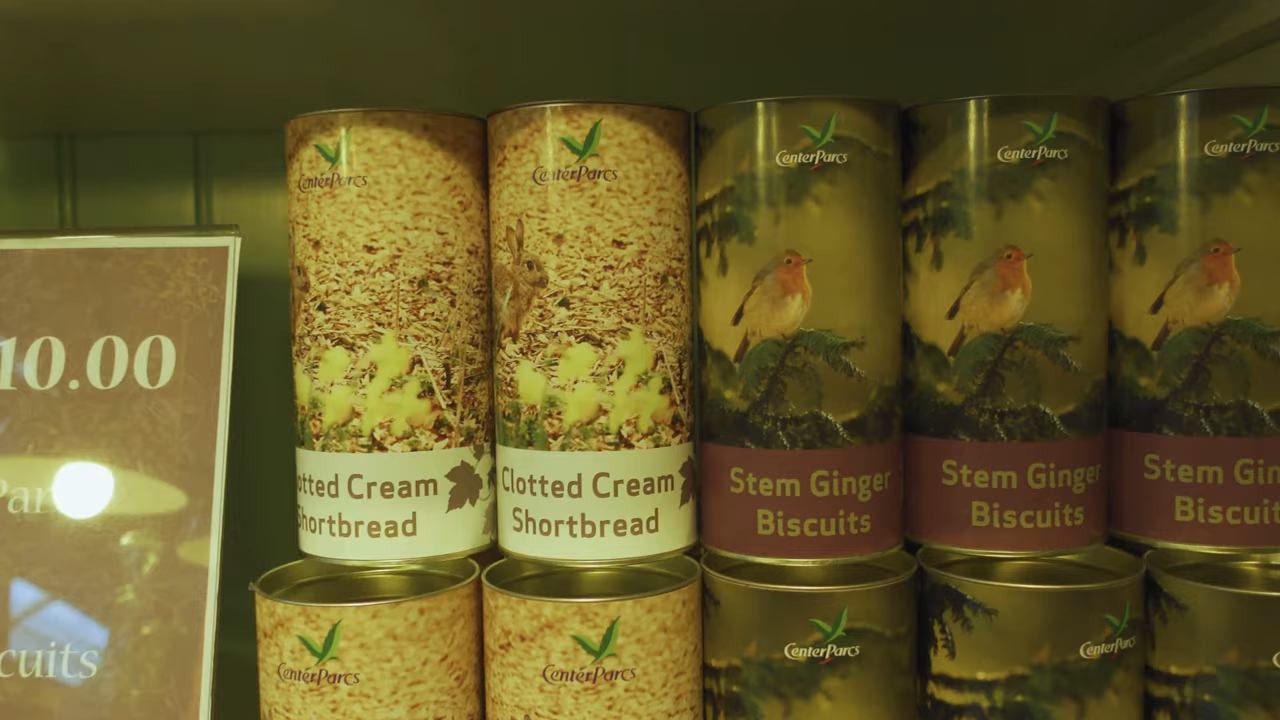 10.00
cuits
CenterParcs
Clotted Cream
Shortbread
CenterParcs
Clotted Cream
Shortbread
CenterParcs
Stem Ginger
Biscuits
CenterParcs
Stem Ginger
Biscuits
CenterParcs
Stem Gin
Biscuit
CenterParcs
CenterParcs
CenterParcs
CenterParcs